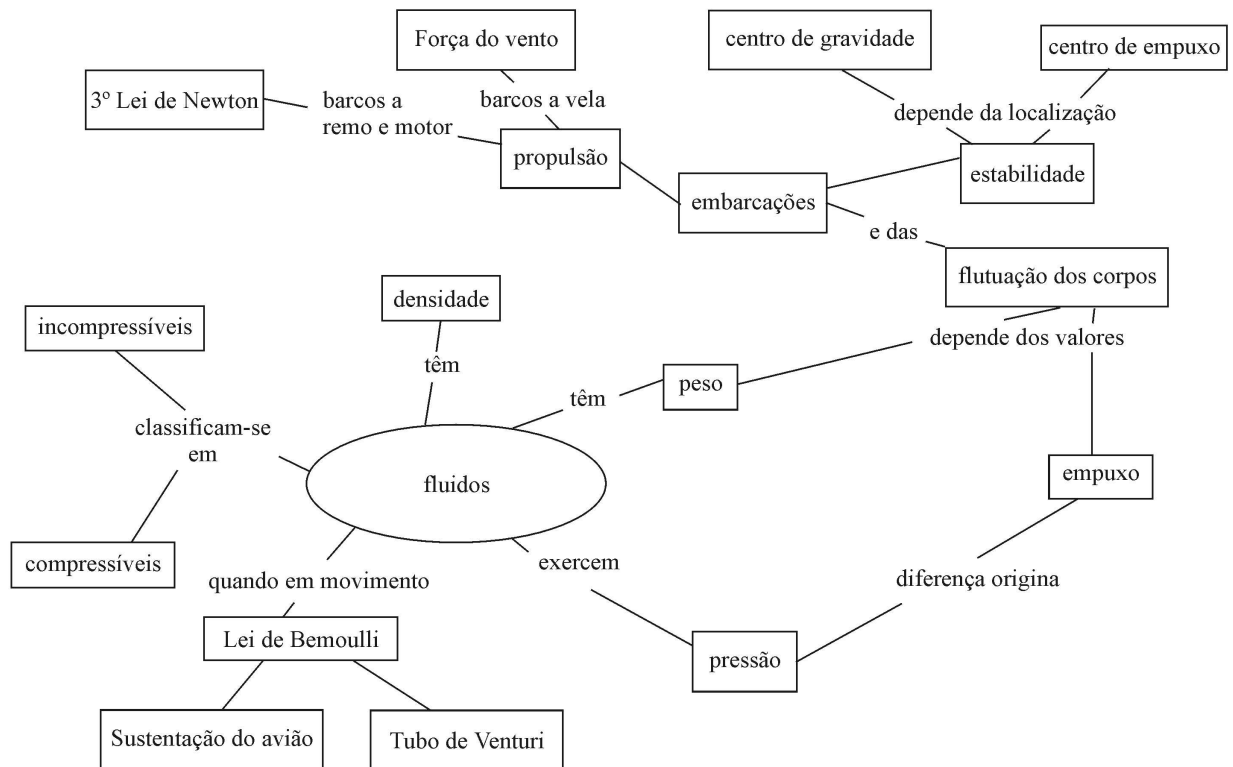 Força do vento
centro de gravidade
centro de empuxo
3º Lei de Newton
barcos a
remo e motor
barcos a vela
depende da localização
propulsão
estabilidade
embarcações
e das
flutuação dos corpos
densidade
incompressíveis
depende dos valores
têm
peso
têm
classificam-se
em
fluidos
empuxo
compressíveis
exercem
quando em movimento
diferença origina
Lei de Bemoulli
pressão
Sustentação do avião
Tubo de Venturi